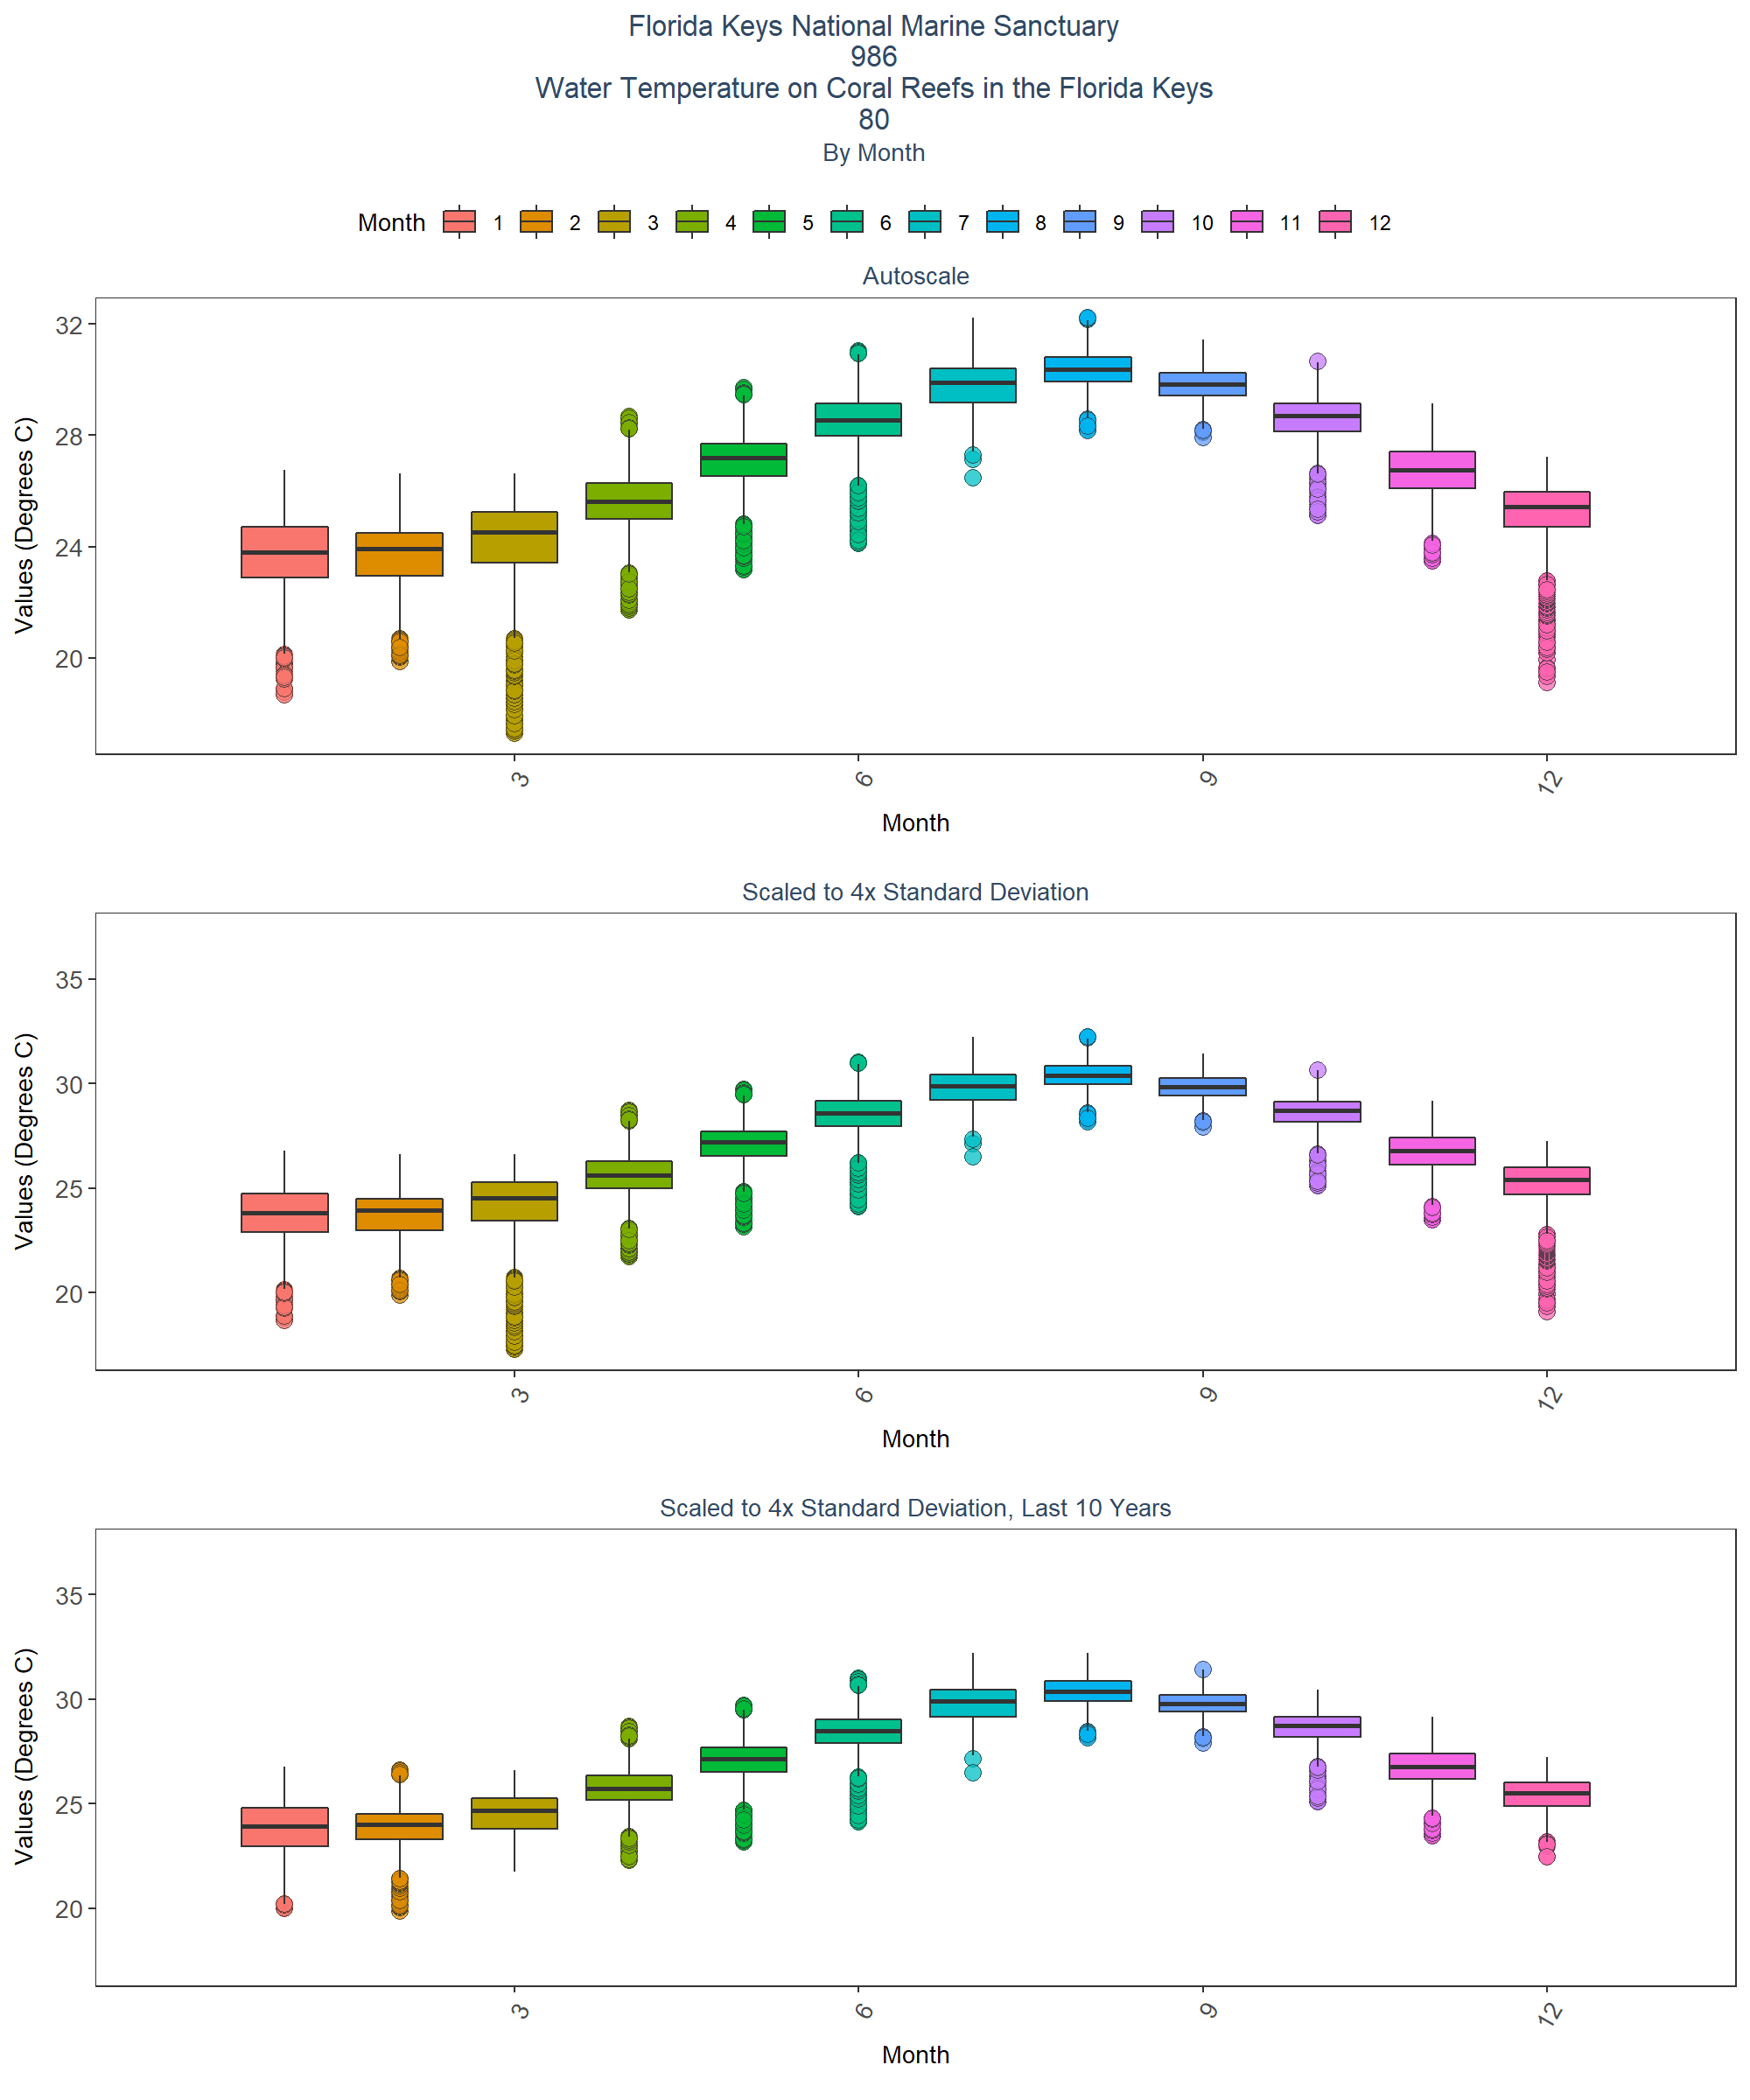 Florida Keys National Marine Sanctuary
986
Water Temperature on Coral Reefs in the Florida Keys
80
By Month
Month 1 2 3 4 5 6 7 8 9 10 11 12
Autoscale
Values (Degrees C)
32
28
24
20
3 6 9 12
Month
Scaled to 4x Standard Deviation
Values (Degrees C)
35
30
25
20
3 6 9 12
Month
Scaled to 4x Standard Deviation, Last 10 Years
Values (Degrees C)
35
30
25
20
3 6 9 12
Month